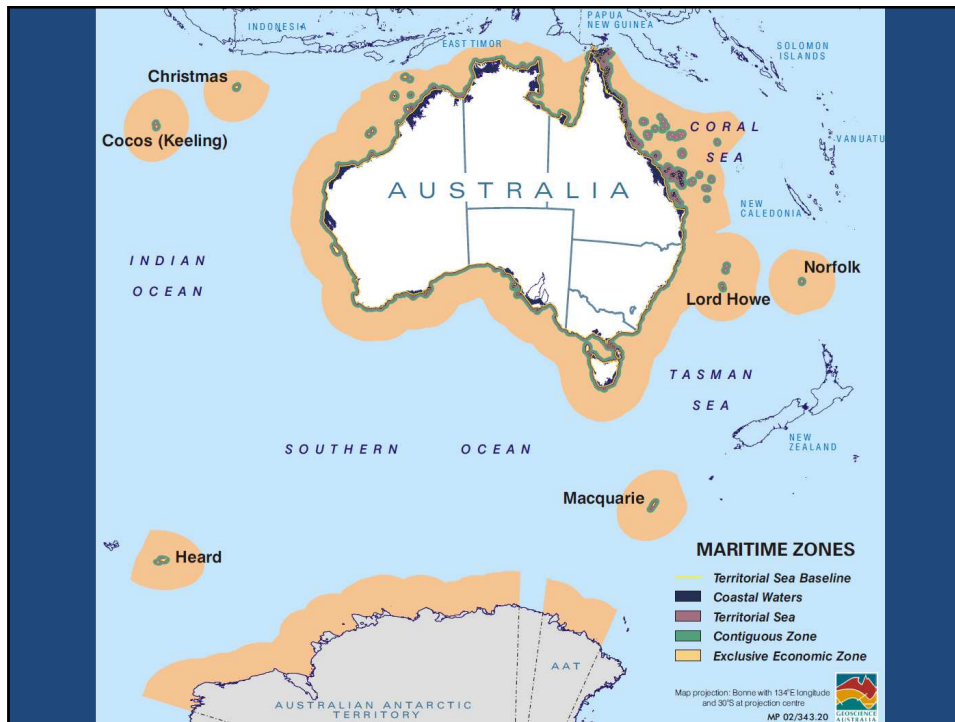 INDONESIA
PAPUA
NEW GUINEA
EAST TIMOR
SOLOMON
ISLANDS
Christmas
Cocos (Keeling)
CORAL
SEA
VANUATU
AUSTRALIA
NEW
CALEDONIA
INDIAN
OCEAN
Norfolk
Lord Howe
TASMAN
SEA
NEW
ZEALAND
SOUTHERN OCEAN
Macquarie
Heard
MARITIME ZONES
Territorial Sea Baseline
Coastal Waters
Territorial Sea
Contiguous Zone
Exclusive Economic Zone
AAT
AUSTRALIAN ANTARCTIC
TERRITORY
Map projection: Bonne with 134°E longitude
and 30°S at projection centre
GEOSCIENCE
AUSTRALIA
MP 02/343.20